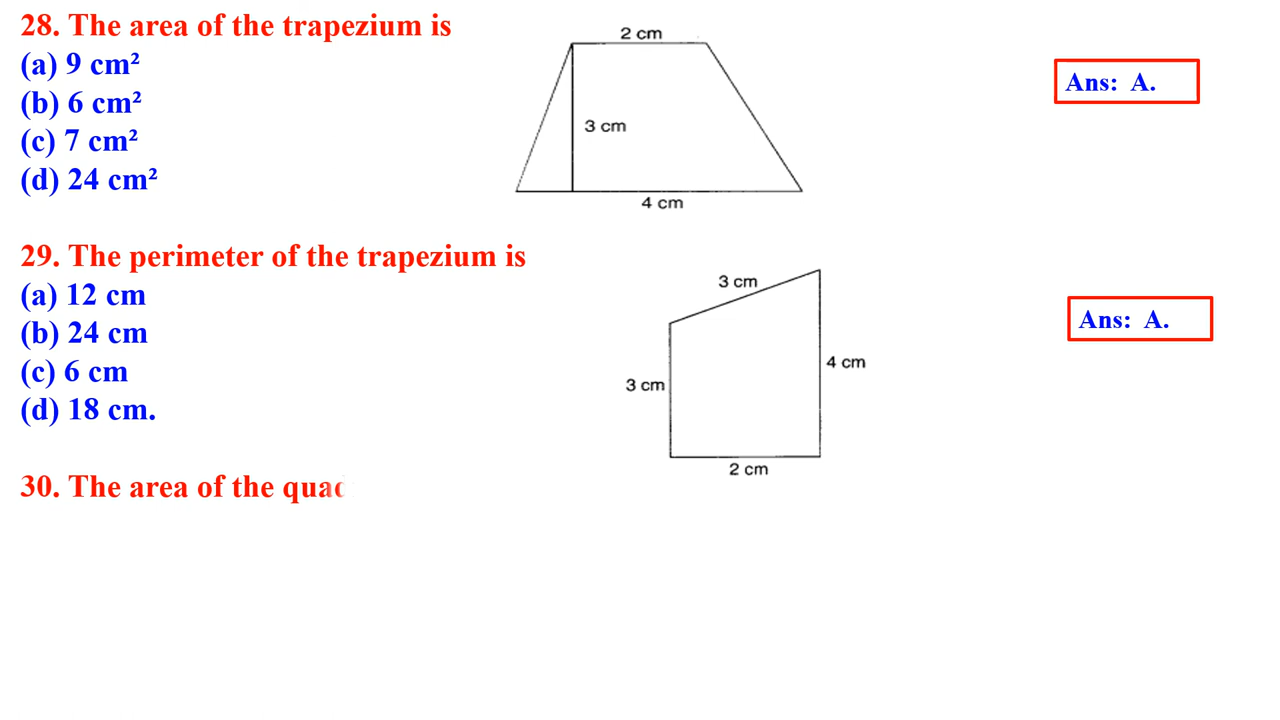 28. The area of the trapezium is
(a) 9 cm²
(b) 6 cm²
(c) 7 cm²
(d) 24 cm²
2 cm
3 cm
4 cm
Ans: A.
29. The perimeter of the trapezium is
(a) 12 cm
(b) 24 cm
(c) 6 cm
(d) 18 cm.
3 cm
3 cm
4 cm
2 cm
Ans: A.
30. The area of the